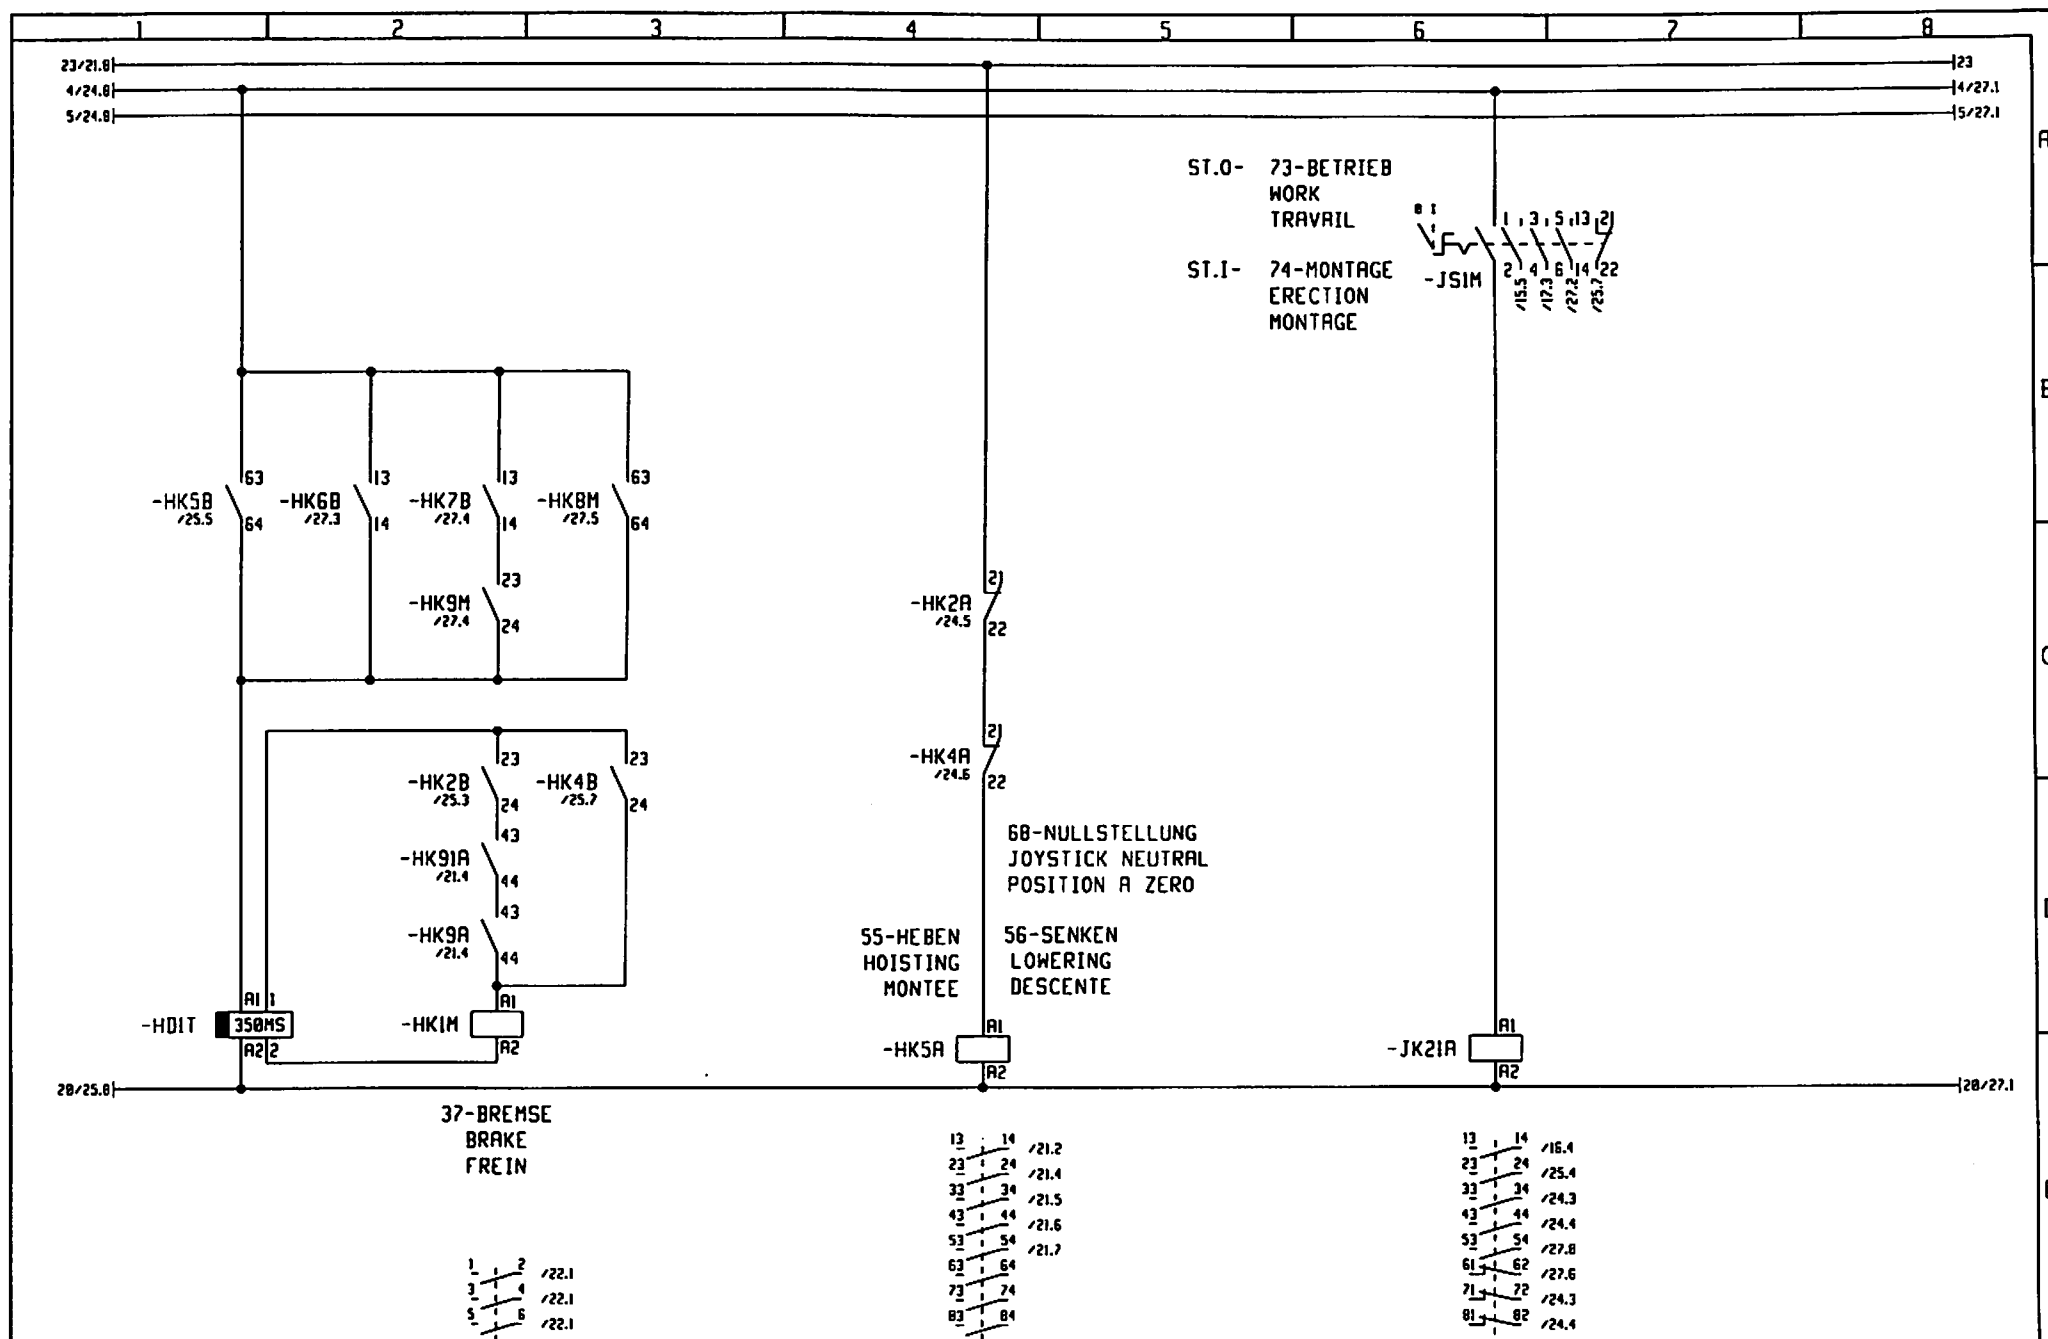 1 2 3 4 5 6 7 8
23/21.8 23
4/24.8 4/27.1
5/24.8 5/27.1
A
ST.0- 73-BETRIEB
WORK
TRAVAIL
0 I
1 3 5 13 21
ST.I- 74-MONTAGE
ERECTION
MONTAGE
-JS1M
2 4 6 14 22
/15.5 /17.3 /27.2 /25.7
B
63 13 13 63
-HK5B -HK6B -HK7B -HK8M
/25.5 /27.3 /27.4 /27.5
64 14 14 64
23
-HK9M
/27.4
24
21
-HK2A
/24.5
22
C
23 23
-HK2B -HK4B
/25.3 /25.7
24 24
21
-HK4A
/24.6
22
43
-HK91A
/21.4
44
43
-HK9A
/21.4
44
68-NULLSTELLUNG
JOYSTICK NEUTRAL
POSITION A ZERO
55-HEBEN
HOISTING
MONTEE
56-SENKEN
LOWERING
DESCENTE
A1 1
-HD1T 350MS
A2 2
A1
-HK1M
A2
A1
-HK5A
A2
A1
-JK21A
A2
20/25.8 20/27.1
37-BREMSE
BRAKE
FREIN
1 2 /22.1
3 4 /22.1
5 6 /22.1
13 14 /21.2
23 24 /21.4
33 34 /21.5
43 44 /21.6
53 54 /21.7
63 64
73 74
83 84
13 14 /16.4
23 24 /25.4
33 34 /24.3
43 44 /24.4
53 54 /27.8
61 62 /27.6
71 72 /24.3
81 82 /24.4